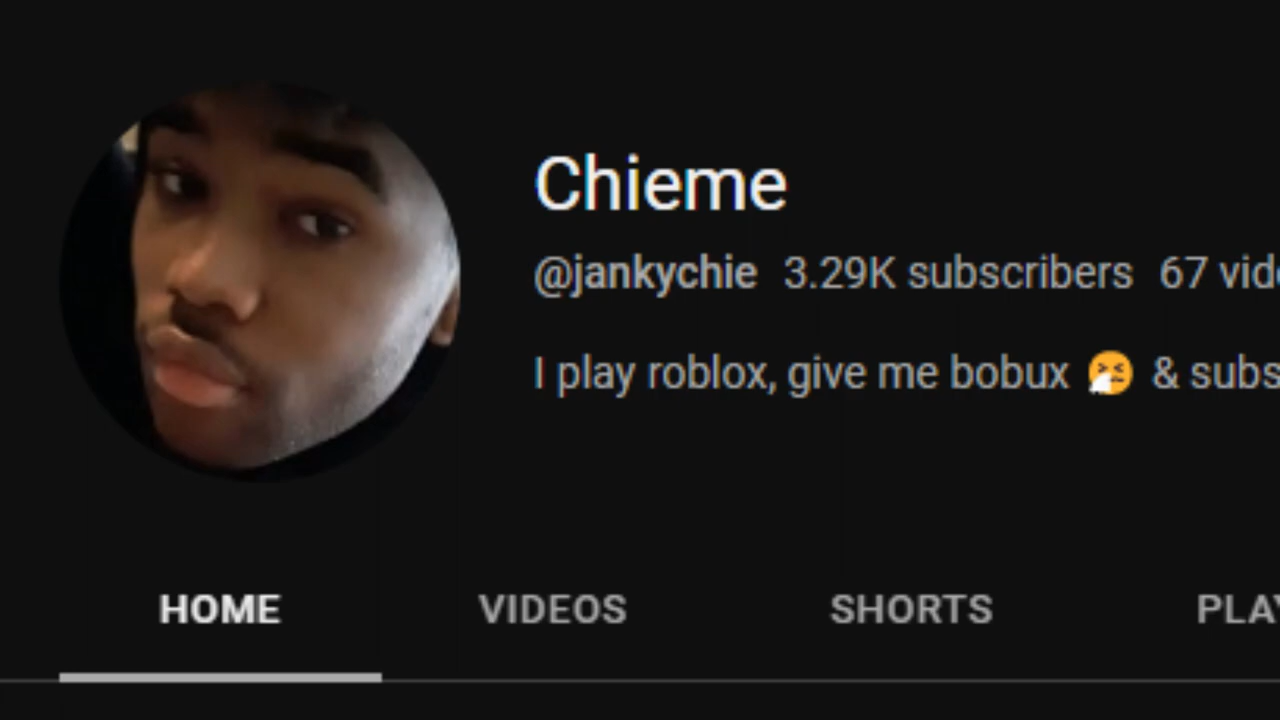 Chieme
@jankychie 3.29K subscribers 67
I play roblox, give me bobux 🤧 &
HOME VIDEOS SHORTS